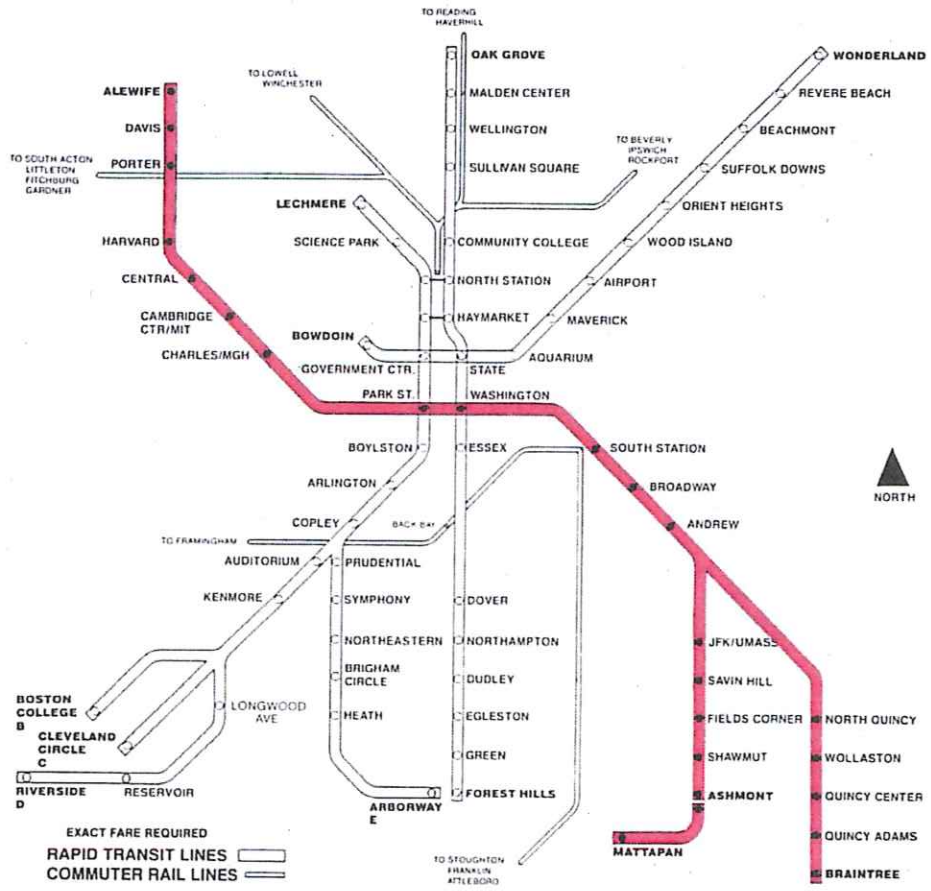 TO READING
HAVERHILL
OAK GROVE
WONDERLAND
MALDEN CENTER
REVERE BEACH
WELLINGTON
BEACHMONT
SULLIVAN SQUARE
SUFFOLK DOWNS
TO LOWELL
WINCHESTER
TO BEVERLY
IPSWICH
ROCKPORT
ALEWIFE
DAVIS
PORTER
TO SOUTH ACTON
LITTLETON
FITCHBURG
GARDNER
LECHMERE
ORIENT HEIGHTS
HARVARD
SCIENCE PARK
COMMUNITY COLLEGE
WOOD ISLAND
CENTRAL
NORTH STATION
AIRPORT
CAMBRIDGE
CTR/MIT
HAYMARKET
MAVERICK
BOWDOIN
CHARLES/MGH
GOVERNMENT CTR.
STATE
AQUARIUM
PARK ST.
WASHINGTON
BOYLSTON
ESSEX
SOUTH STATION
ARLINGTON
BROADWAY
NORTH
COPLEY
BACK BAY
ANDREW
TO FRAMINGHAM
AUDITORIUM
PRUDENTIAL
KENMORE
SYMPHONY
DOVER
NORTHEASTERN
NORTHAMPTON
JFK/UMASS
BRIGHAM
CIRCLE
DUDLEY
SAVIN HILL
BOSTON
COLLEGE
B
LONGWOOD
AVE
HEATH
EGLESTON
FIELDS CORNER
NORTH QUINCY
CLEVELAND
CIRCLE
C
GREEN
SHAWMUT
WOLLASTON
RIVERSIDE
D
RESERVOIR
ARBORWAY
E
FOREST HILLS
ASHMONT
QUINCY CENTER
MATTAPAN
QUINCY ADAMS
BRAINTREE
TO STOUGHTON
FRANKLIN
ATTLEBORO
EXACT FARE REQUIRED
RAPID TRANSIT LINES
COMMUTER RAIL LINES